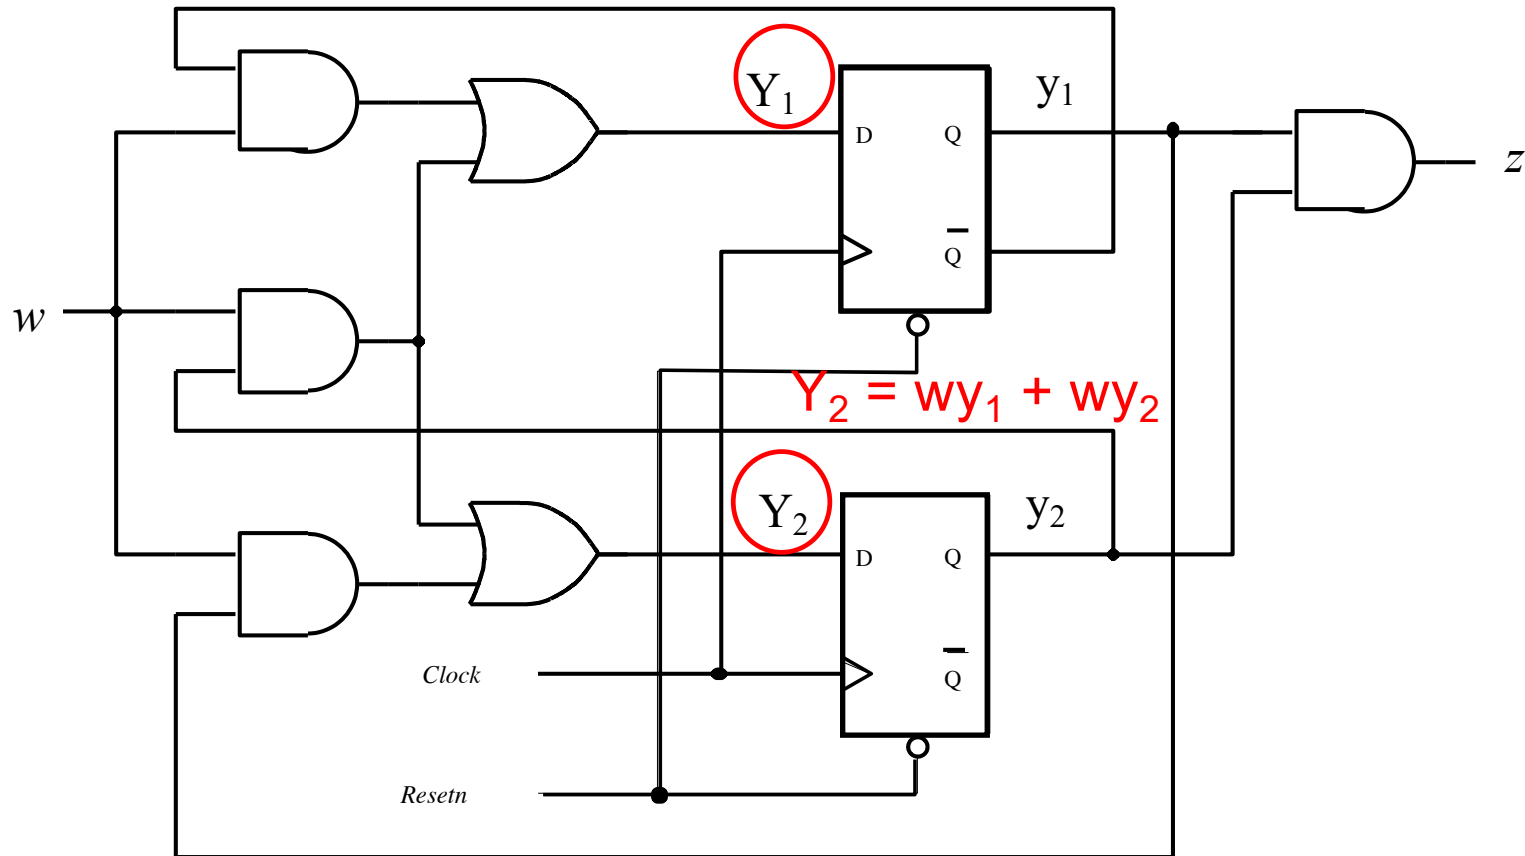 Y₁
y₁
D
Q
z
Q̅
w
Y₂ = wy₁ + wy₂
Y₂
y₂
D
Q
Clock
Q̅
Resetn